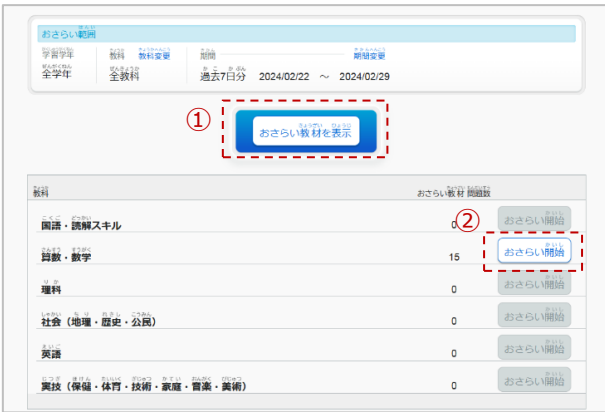 おさらい範囲
学習学年 教科 教科変更 期間 期間変更
全学年 全教科 過去7日分 2024/02/22 ～ 2024/02/29
① おさらい教材を表示
教科 おさらい教材 問題数
国語・読解スキル 0 ② おさらい開始
算数・数学 15 おさらい開始
理科 0 おさらい開始
社会（地理・歴史・公民） 0 おさらい開始
英語 0 おさらい開始
実技（保健・体育・技術・家庭・音楽・美術） 0 おさらい開始